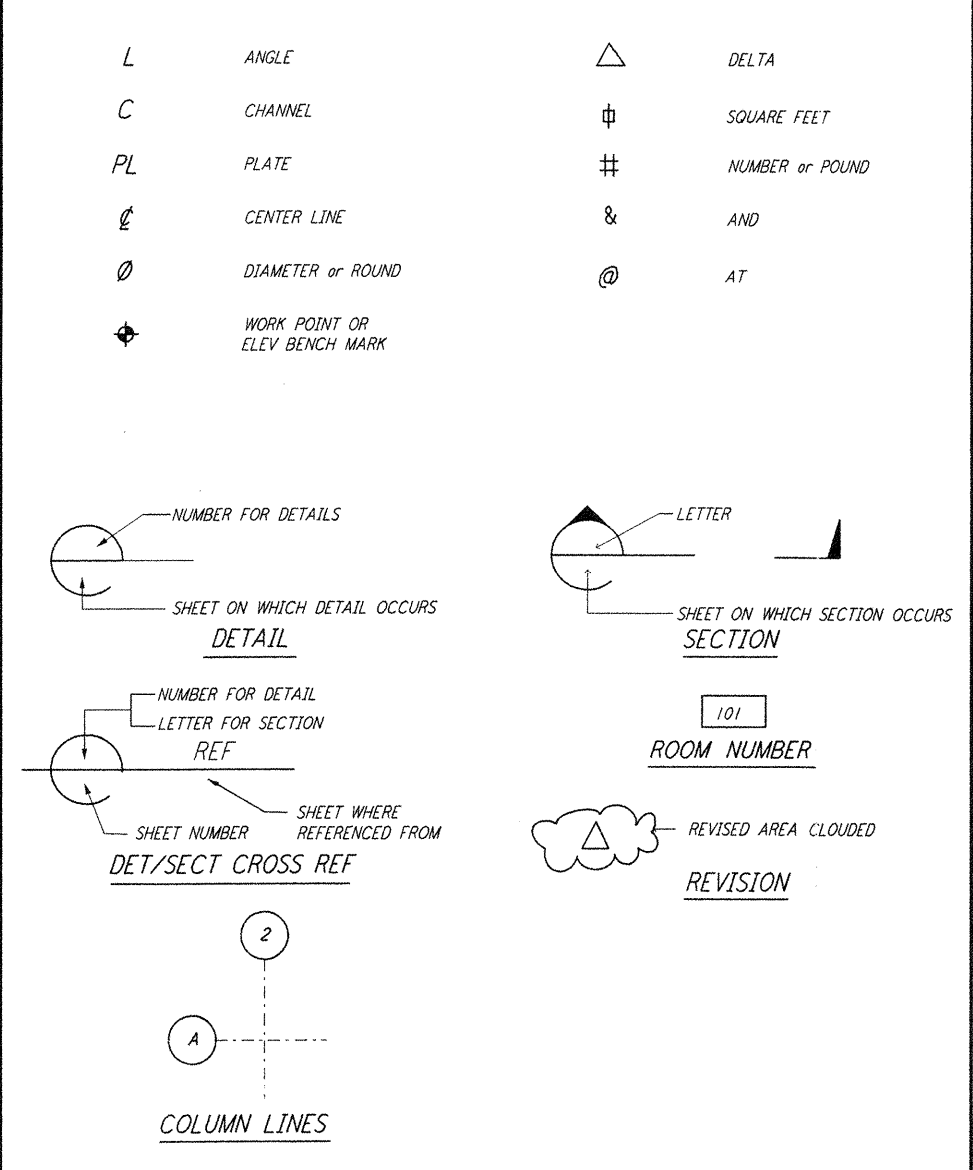 L ANGLE
C CHANNEL
PL PLATE
℄ CENTER LINE
Ø DIAMETER or ROUND
WORK POINT OR
ELEV BENCH MARK
△ DELTA
SQUARE FEET
# NUMBER or POUND
& AND
@ AT
NUMBER FOR DETAILS
SHEET ON WHICH DETAIL OCCURS
DETAIL
LETTER
SHEET ON WHICH SECTION OCCURS
SECTION
NUMBER FOR DETAIL
LETTER FOR SECTION
REF
SHEET WHERE
SHEET NUMBER REFERENCED FROM
DET/SECT CROSS REF
101
ROOM NUMBER
REVISED AREA CLOUDED
REVISION
2
A
COLUMN LINES